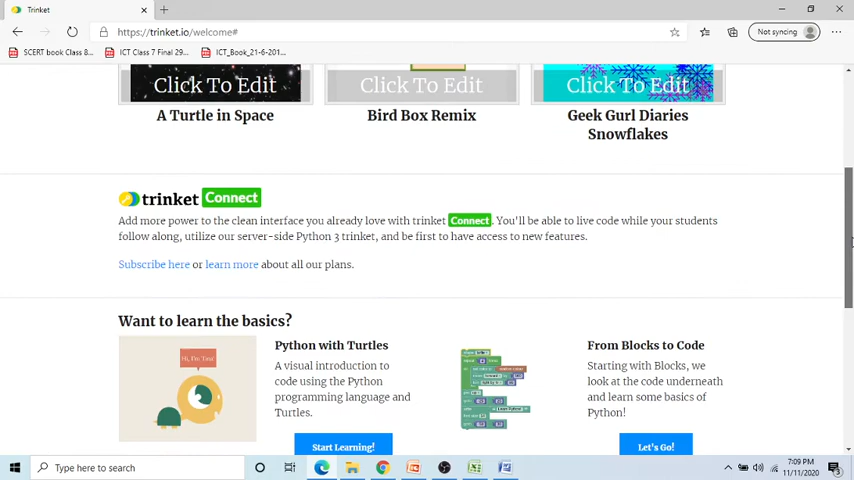 Trinket
https://trinket.io/welcome#
Not syncing
SCERT book Class 8...
ICT Class 7 Final 29...
ICT_Book_21-6-201...
Click To Edit
Click To Edit
Click To Edit
A Turtle in Space
Bird Box Remix
Geek Gurl Diaries
Snowflakes
trinket Connect
Add more power to the clean interface you already love with trinket Connect. You'll be able to live code while your students
follow along, utilize our server-side Python 3 trinket, and be first to have access to new features.
Subscribe here or learn more about all our plans.
Want to learn the basics?
Hi, I'm Tina!
Python with Turtles
A visual introduction to
code using the Python
programming language and
Turtles.
Start Learning!
From Blocks to Code
Starting with Blocks, we
look at the code underneath
and learn some basics of
Python!
Let's Go!
Type here to search
7:09 PM
11/11/2020
3